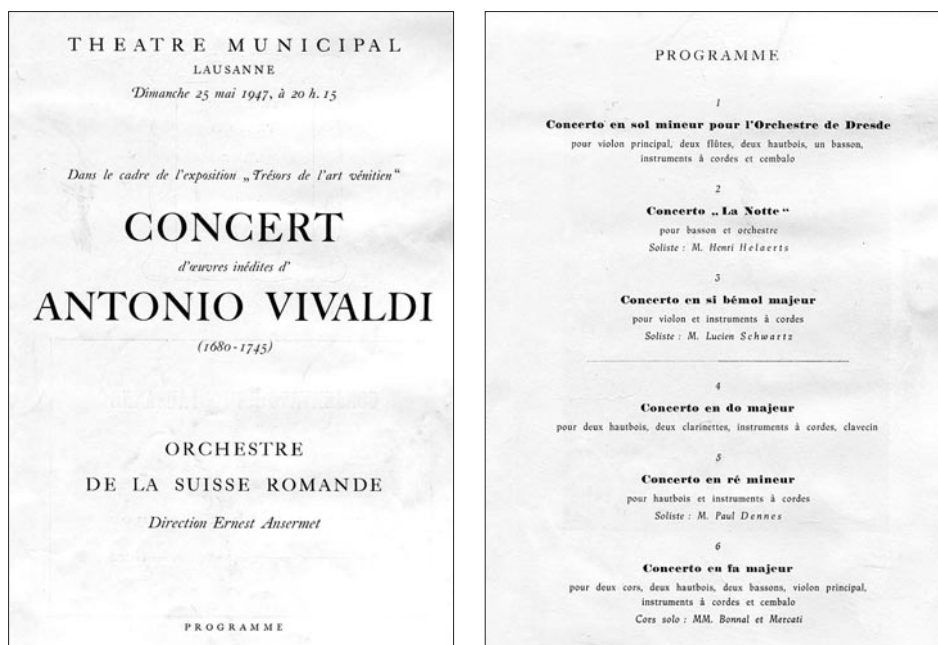 THEATRE MUNICIPAL
LAUSANNE
Dimanche 25 mai 1947, à 20 h. 15
Dans le cadre de l'exposition „Trésors de l'art vénitien“
CONCERT
d'œuvres inédites d'
ANTONIO VIVALDI
(1680-1745)
ORCHESTRE
DE LA SUISSE ROMANDE
Direction Ernest Ansermet
PROGRAMME
PROGRAMME
1
Concerto en sol mineur pour l'Orchestre de Dresde
pour violon principal, deux flûtes, deux hautbois, un basson,
instruments à cordes et cembalo
2
Concerto „La Notte“
pour basson et orchestre
Soliste : M. Henri Helaerts
3
Concerto en si bémol majeur
pour violon et instruments à cordes
Soliste : M. Lucien Schwartz
4
Concerto en do majeur
pour deux hautbois, deux clarinettes, instruments à cordes, clavecin
5
Concerto en ré mineur
pour hautbois et instruments à cordes
Soliste : M. Paul Dennes
6
Concerto en fa majeur
pour deux cors, deux hautbois, deux bassons, violon principal,
instruments à cordes et cembalo
Cors solo : MM. Bonnal et Mercati